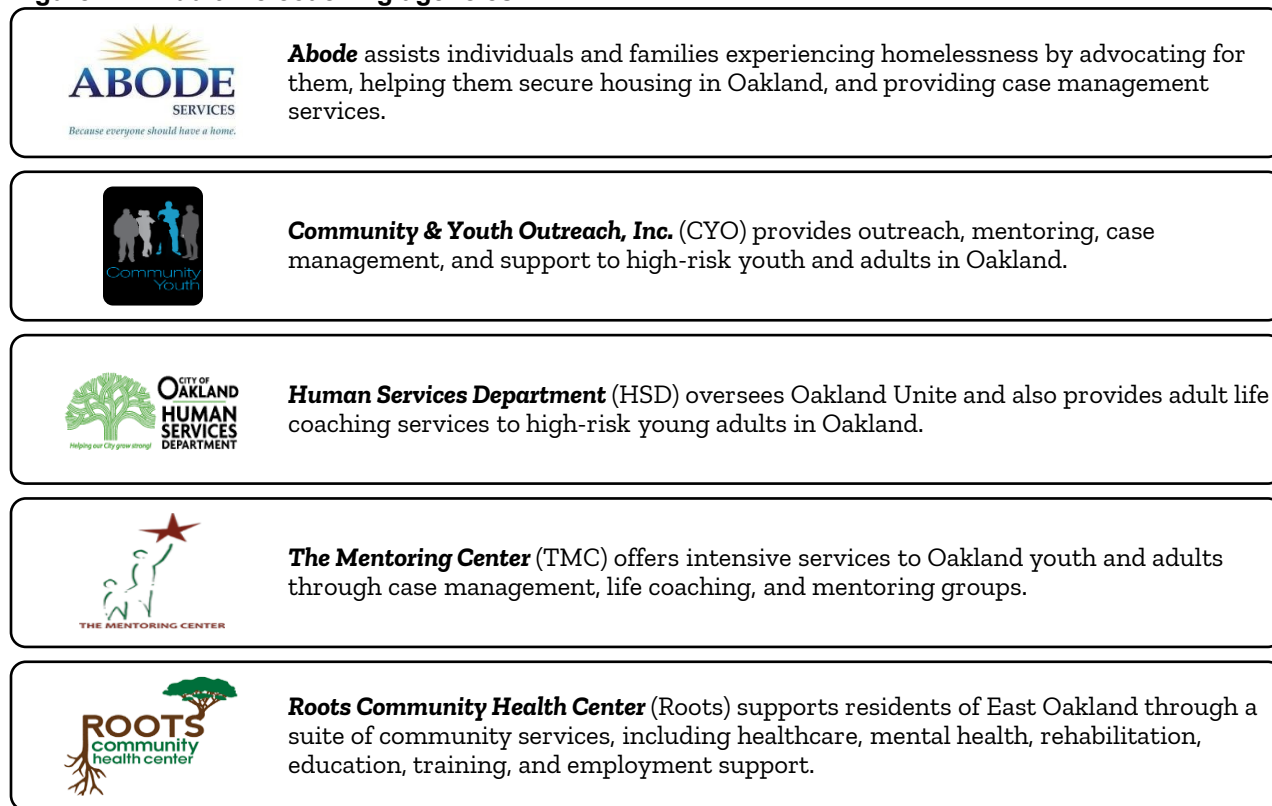 ABODE
SERVICES
Because everyone should have a home.
Abode assists individuals and families experiencing homelessness by advocating for
them, helping them secure housing in Oakland, and providing case management
services.
Community
Youth
Community & Youth Outreach, Inc. (CYO) provides outreach, mentoring, case
management, and support to high-risk youth and adults in Oakland.
CITY OF
OAKLAND
HUMAN
SERVICES
DEPARTMENT
Helping our City grow strong!
Human Services Department (HSD) oversees Oakland Unite and also provides adult life
coaching services to high-risk young adults in Oakland.
THE MENTORING CENTER
The Mentoring Center (TMC) offers intensive services to Oakland youth and adults
through case management, life coaching, and mentoring groups.
ROOTS
community
health center
Roots Community Health Center (Roots) supports residents of East Oakland through a
suite of community services, including healthcare, mental health, rehabilitation,
education, training, and employment support.